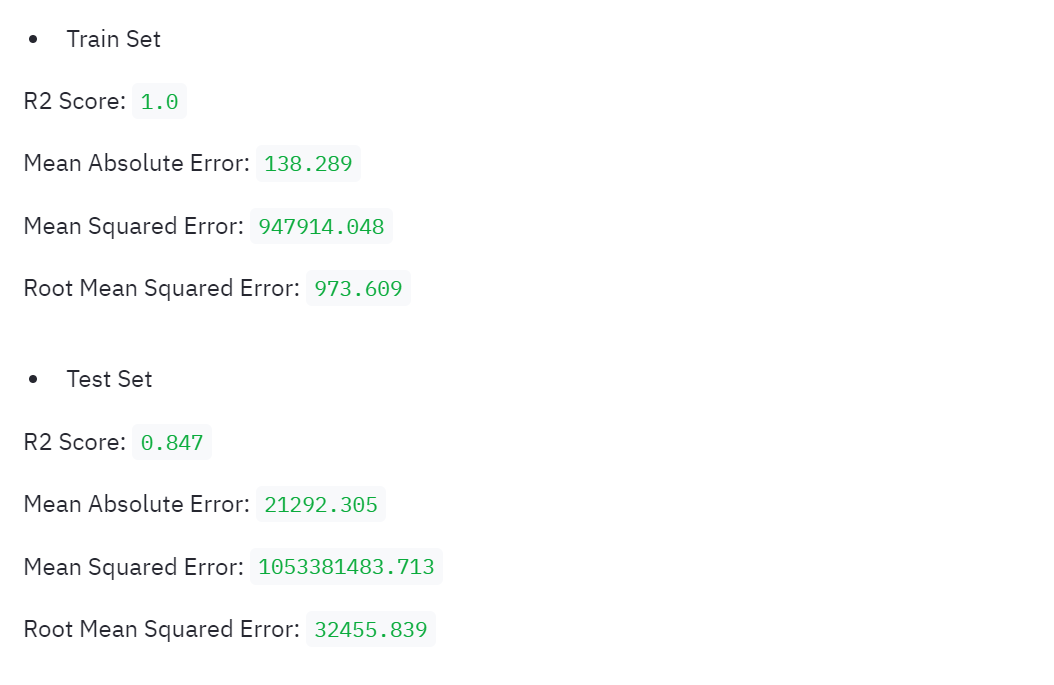 • Train Set
R2 Score: 1.0
Mean Absolute Error: 138.289
Mean Squared Error: 947914.048
Root Mean Squared Error: 973.609
• Test Set
R2 Score: 0.847
Mean Absolute Error: 21292.305
Mean Squared Error: 1053381483.713
Root Mean Squared Error: 32455.839